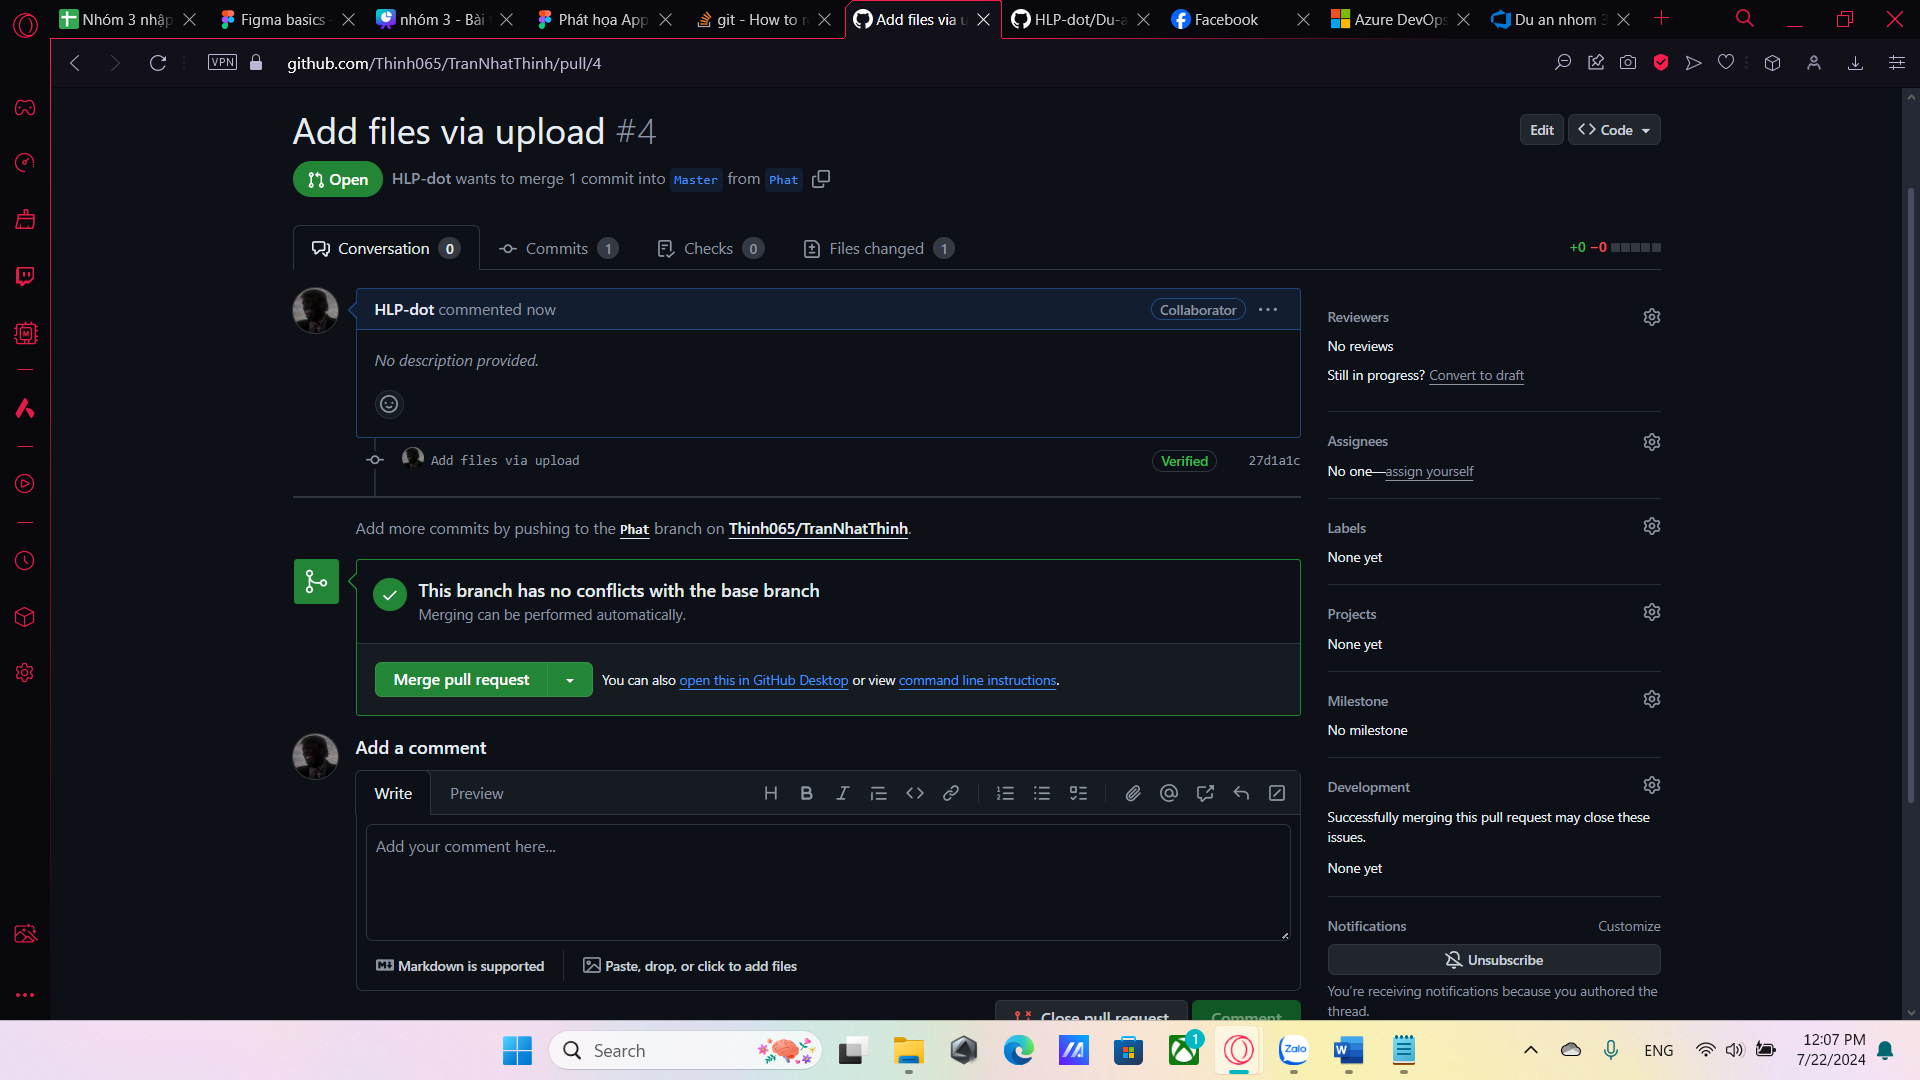 Nhóm 3 nhập
Figma basics
nhóm 3 - Bài
Phát họa App
git - How to r
Add files via u
HLP-dot/Du-a
Facebook
Azure DevOps
Du an nhom 3
VPN
github.com/Thinh065/TranNhatThinh/pull/4
Add files via upload #4
Edit
Code
Open
HLP-dot wants to merge 1 commit into Master from Phat
Conversation 0
Commits 1
Checks 0
Files changed 1
+0 −0
HLP-dot commented now
Collaborator
No description provided.
Add files via upload
Verified
27d1a1c
Add more commits by pushing to the Phat branch on Thinh065/TranNhatThinh.
This branch has no conflicts with the base branch
Merging can be performed automatically.
Merge pull request
You can also open this in GitHub Desktop or view command line instructions.
Add a comment
Write
Preview
Add your comment here...
Markdown is supported
Paste, drop, or click to add files
Close pull request
Comment
Reviewers
No reviews
Still in progress? Convert to draft
Assignees
No one—assign yourself
Labels
None yet
Projects
None yet
Milestone
No milestone
Development
Successfully merging this pull request may close these
issues.
None yet
Notifications
Customize
Unsubscribe
You're receiving notifications because you authored the
thread.
Search
1
Zalo
W
ENG
12:07 PM
7/22/2024